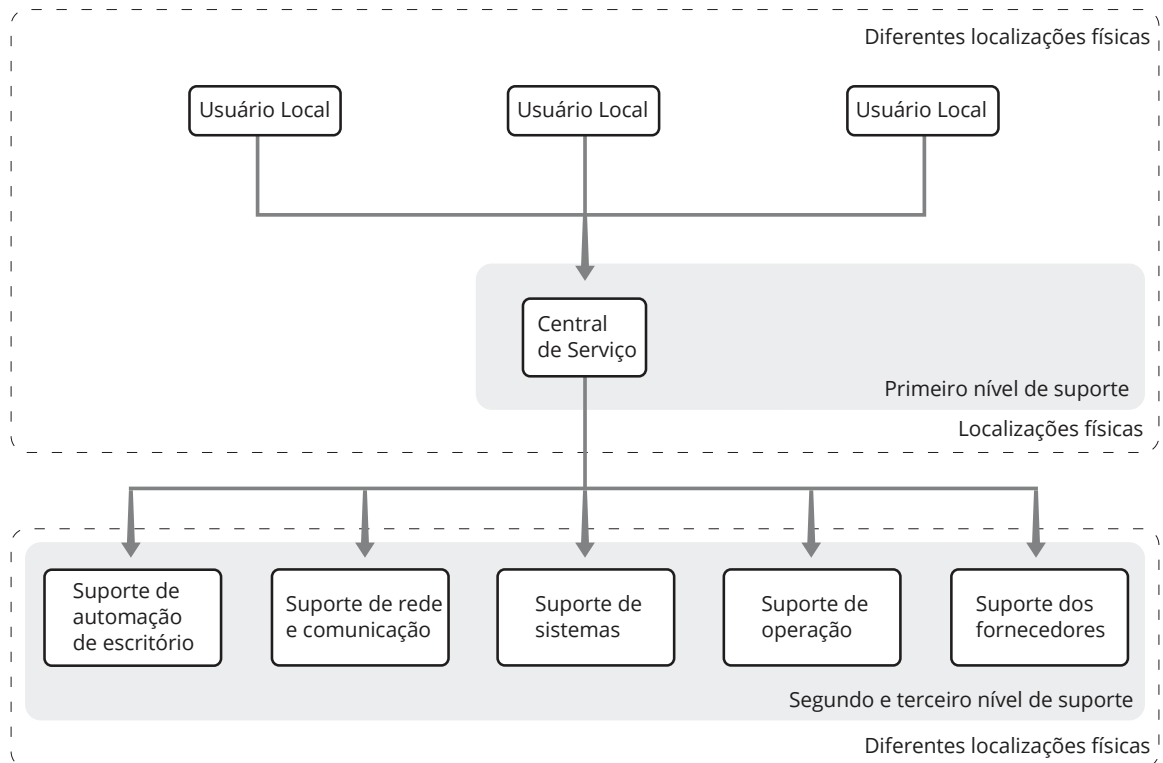 Diferentes localizações físicas
Usuário Local
Usuário Local
Usuário Local
Central
de Serviço
Primeiro nível de suporte
Localizações físicas
Suporte de
automação
de escritório
Suporte de rede
e comunicação
Suporte de
sistemas
Suporte de
operação
Suporte dos
fornecedores
Segundo e terceiro nível de suporte
Diferentes localizações físicas